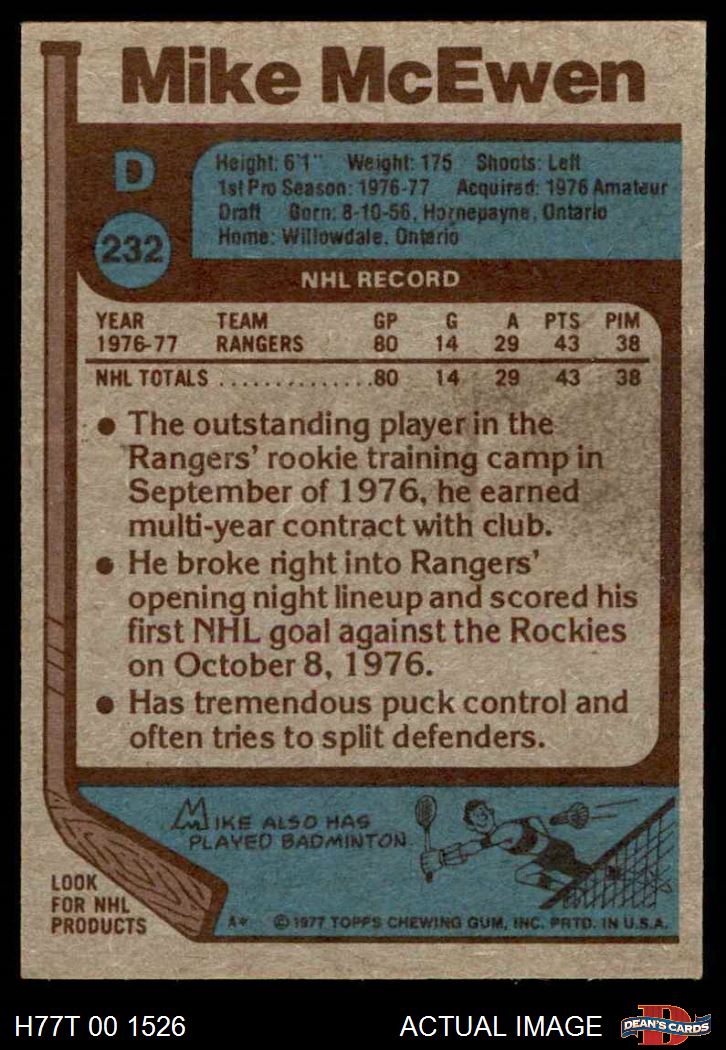 Mike McEwen
D
232
Height: 6'1" Weight: 175 Shoots: Left
1st Pro Season: 1976-77 Acquired: 1976 Amateur
Draft Born: 8-10-56, Hornepayne, Ontario
Home: Willowdale, Ontario
NHL RECORD
YEAR TEAM GP G A PTS PIM
1976-77 RANGERS 80 14 29 43 38
NHL TOTALS ..............80 14 29 43 38
● The outstanding player in the
Rangers' rookie training camp in
September of 1976, he earned
multi-year contract with club.
● He broke right into Rangers'
opening night lineup and scored his
first NHL goal against the Rockies
on October 8, 1976.
● Has tremendous puck control and
often tries to split defenders.
MIKE ALSO HAS
PLAYED BADMINTON.
LOOK
FOR NHL
PRODUCTS
A* ©1977 TOPPS CHEWING GUM, INC. PRTD. IN U.S.A.
H77T 00 1526 ACTUAL IMAGE D DEAN'S CARDS